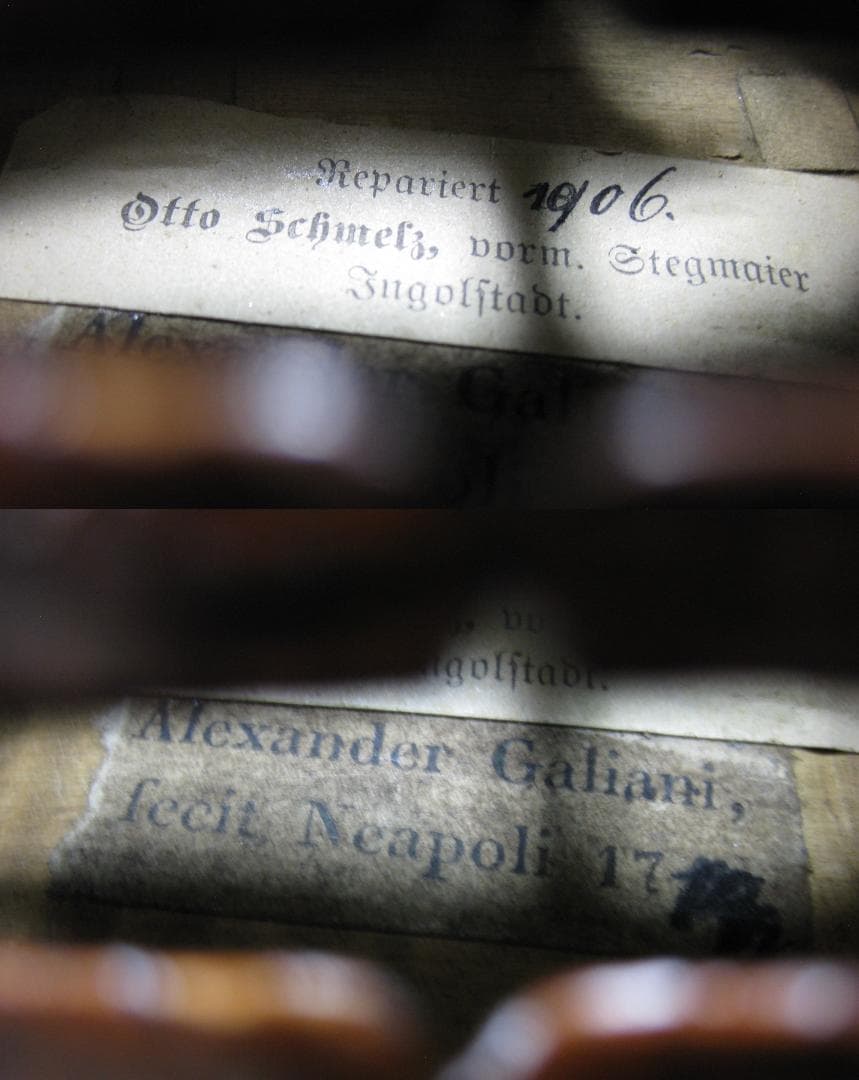 Repariert 1906.
Otto Schmelz, vorm. Stegmaier
Ingolſtadt.
Alexander Galiani,
fecit Neapoli 17